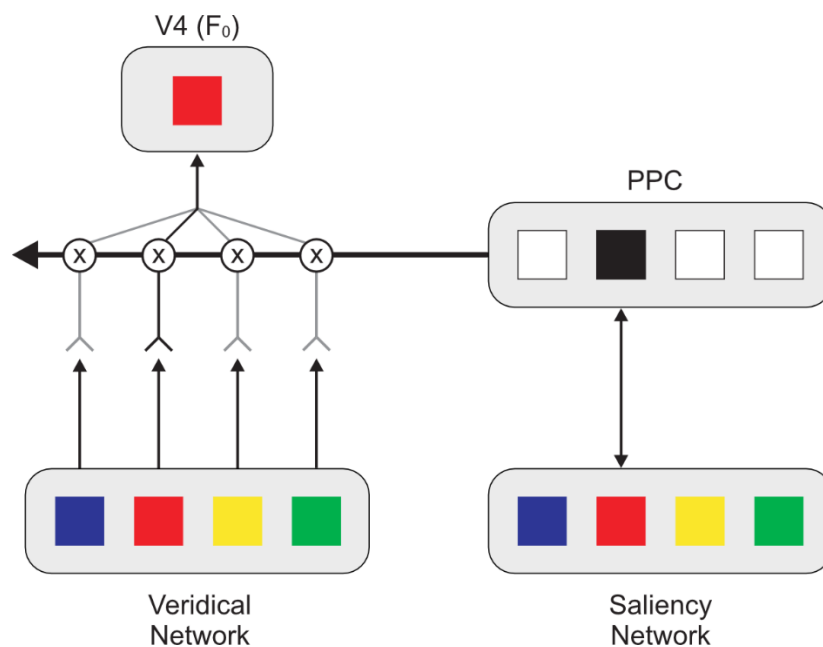 V4 (F₀)
PPC
X X X X
Veridical
Network
Saliency
Network